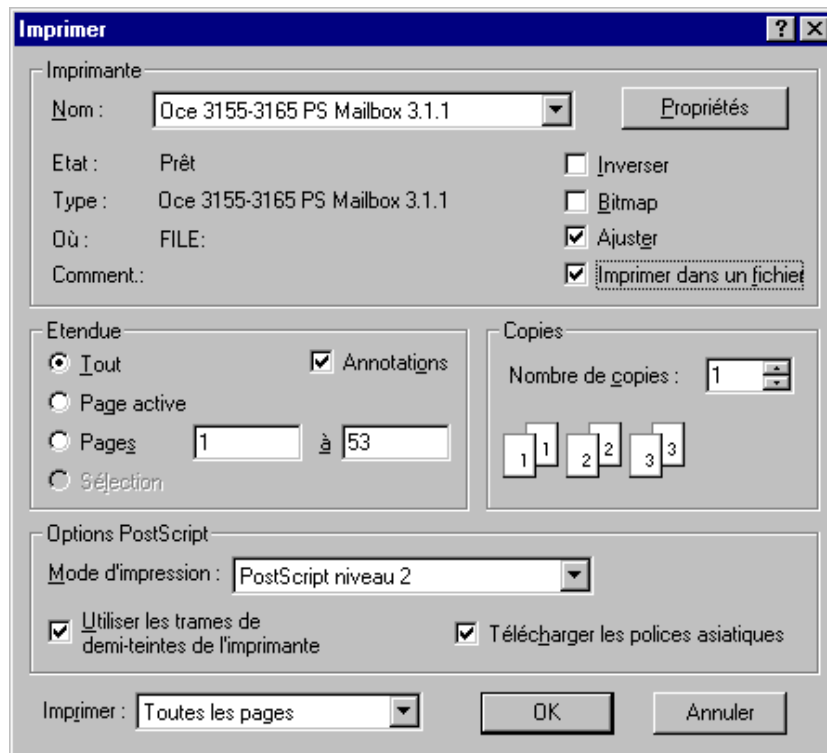 Imprimer
Imprimante
Nom : Oce 3155-3165 PS Mailbox 3.1.1 Propriétés
Etat : Prêt Inverser
Type : Oce 3155-3165 PS Mailbox 3.1.1 Bitmap
Où : FILE: Ajuster
Comment.: Imprimer dans un fichier
Etendue
Tout Annotations
Page active
Pages 1 à 53
Sélection
Copies
Nombre de copies : 1
1 1 2 2 3 3
Options PostScript
Mode d'impression : PostScript niveau 2
Utiliser les trames de
demi-teintes de l'imprimante
Télécharger les polices asiatiques
Imprimer : Toutes les pages OK Annuler